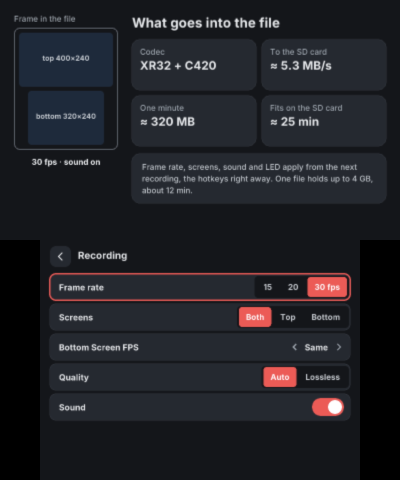 Frame in the file
top 400×240
bottom 320×240
30 fps · sound on
What goes into the file
Codec
XR32 + C420
To the SD card
≈ 5.3 MB/s
One minute
≈ 320 MB
Fits on the SD card
≈ 25 min
Frame rate, screens, sound and LED apply from the next
recording, the hotkeys right away. One file holds up to 4 GB,
about 12 min.
Recording
Frame rate 15 20 30 fps
Screens Both Top Bottom
Bottom Screen FPS Same
Quality Auto Lossless
Sound